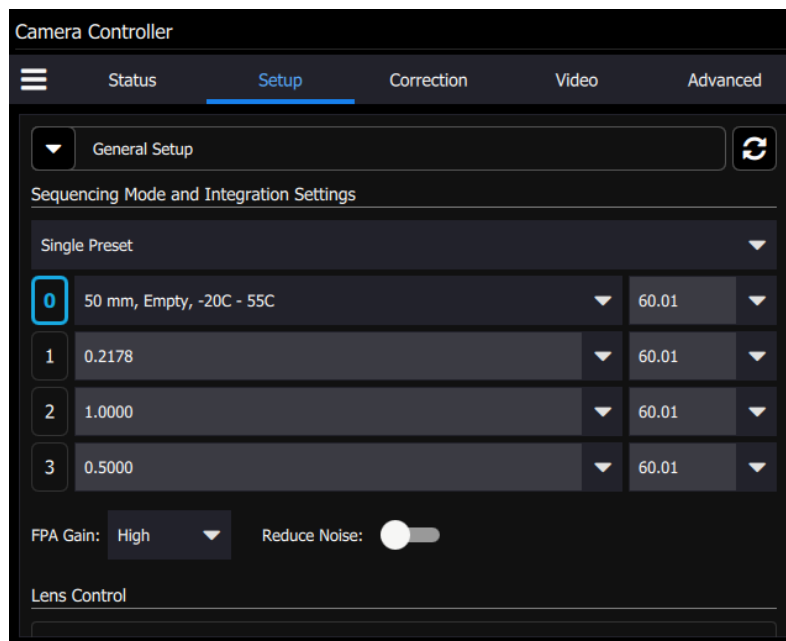 Camera Controller
Status Setup Correction Video Advanced
General Setup
Sequencing Mode and Integration Settings
Single Preset
0 50 mm, Empty, -20C - 55C 60.01
1 0.2178 60.01
2 1.0000 60.01
3 0.5000 60.01
FPA Gain: High Reduce Noise:
Lens Control